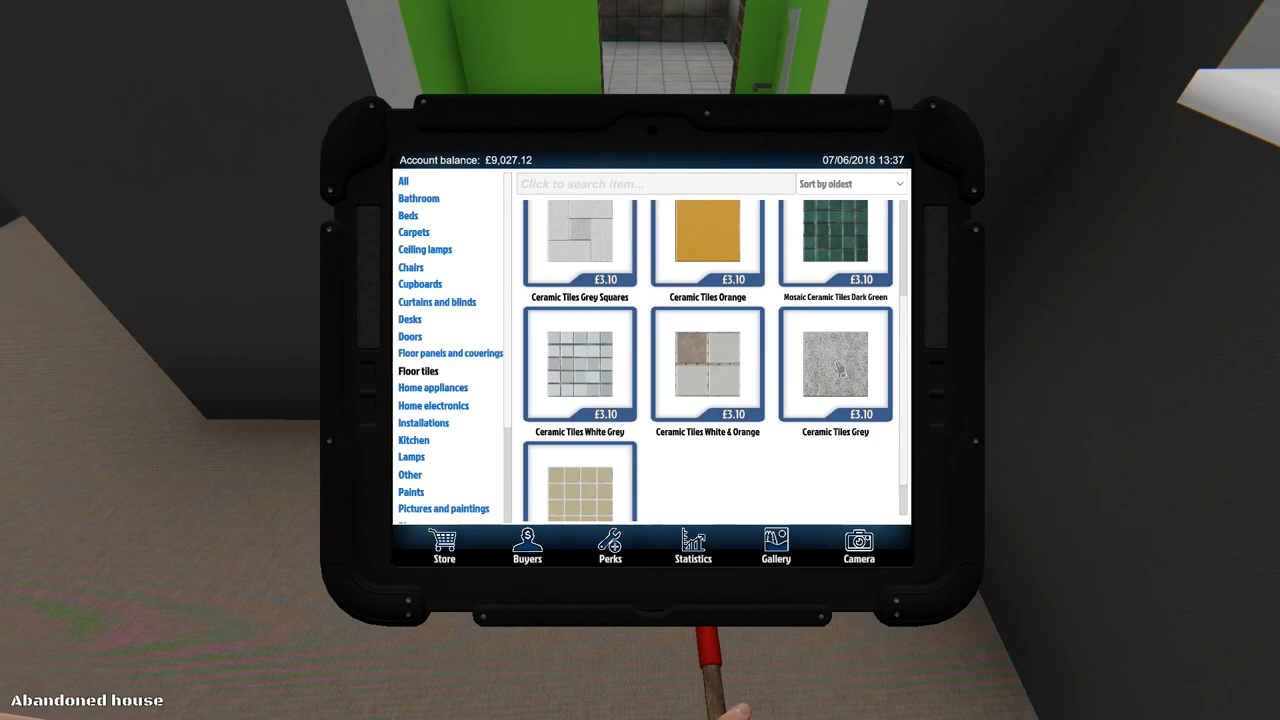 Account balance: £9,027.12
07/06/2018 13:37
All
Bathroom
Beds
Carpets
Ceiling lamps
Chairs
Cupboards
Curtains and blinds
Desks
Doors
Floor panels and coverings
Floor tiles
Home appliances
Home electronics
Installations
Kitchen
Lamps
Other
Paints
Pictures and paintings
Click to search item...
Sort by oldest
£3.10
£3.10
£3.10
Ceramic Tiles Grey Squares
Ceramic Tiles Orange
Mosaic Ceramic Tiles Dark Green
£3.10
£3.10
£3.10
Ceramic Tiles White Grey
Ceramic Tiles White & Orange
Ceramic Tiles Grey
Store
Buyers
Perks
Statistics
Gallery
Camera
Abandoned house